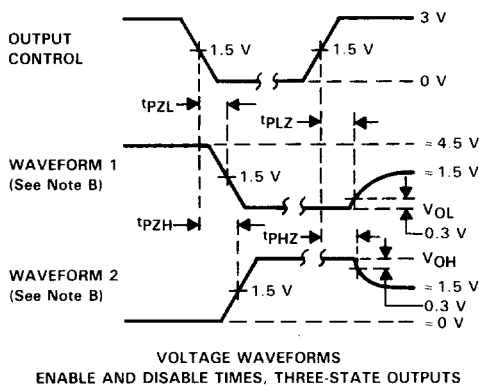 3 V
OUTPUT
CONTROL
1.5 V
1.5 V
0 V
tPZL
tPLZ
≈ 4.5 V
WAVEFORM 1
(See Note B)
1.5 V
≈ 1.5 V
VOL
0.3 V
tPZH
tPHZ
VOH
WAVEFORM 2
(See Note B)
1.5 V
≈ 1.5 V
0.3 V
≈ 0 V
VOLTAGE WAVEFORMS
ENABLE AND DISABLE TIMES, THREE-STATE OUTPUTS